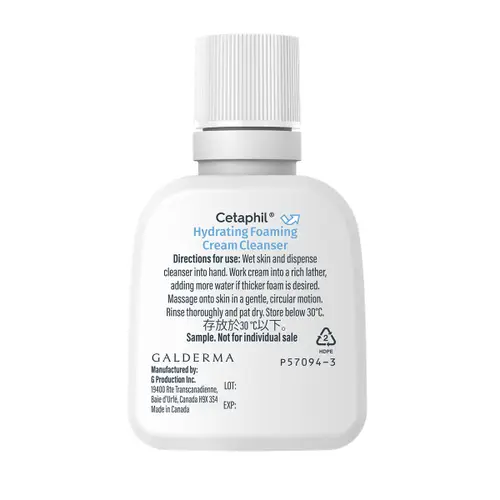 Cetaphil®
Hydrating Foaming
Cream Cleanser
Directions for use: Wet skin and dispense
cleanser into hand. Work cream into a rich lather,
adding more water if thicker foam is desired.
Massage onto skin in a gentle, circular motion.
Rinse thoroughly and pat dry. Store below 30°C.
存放於30 ℃以下。
Sample. Not for individual sale
2
HDPE
GALDERMA
P57094-3
Manufactured by:
G Production Inc.
19400 Rte Transcanadienne,
Baie d'Urfé, Canada H9X 3S4
Made in Canada
LOT:
EXP: